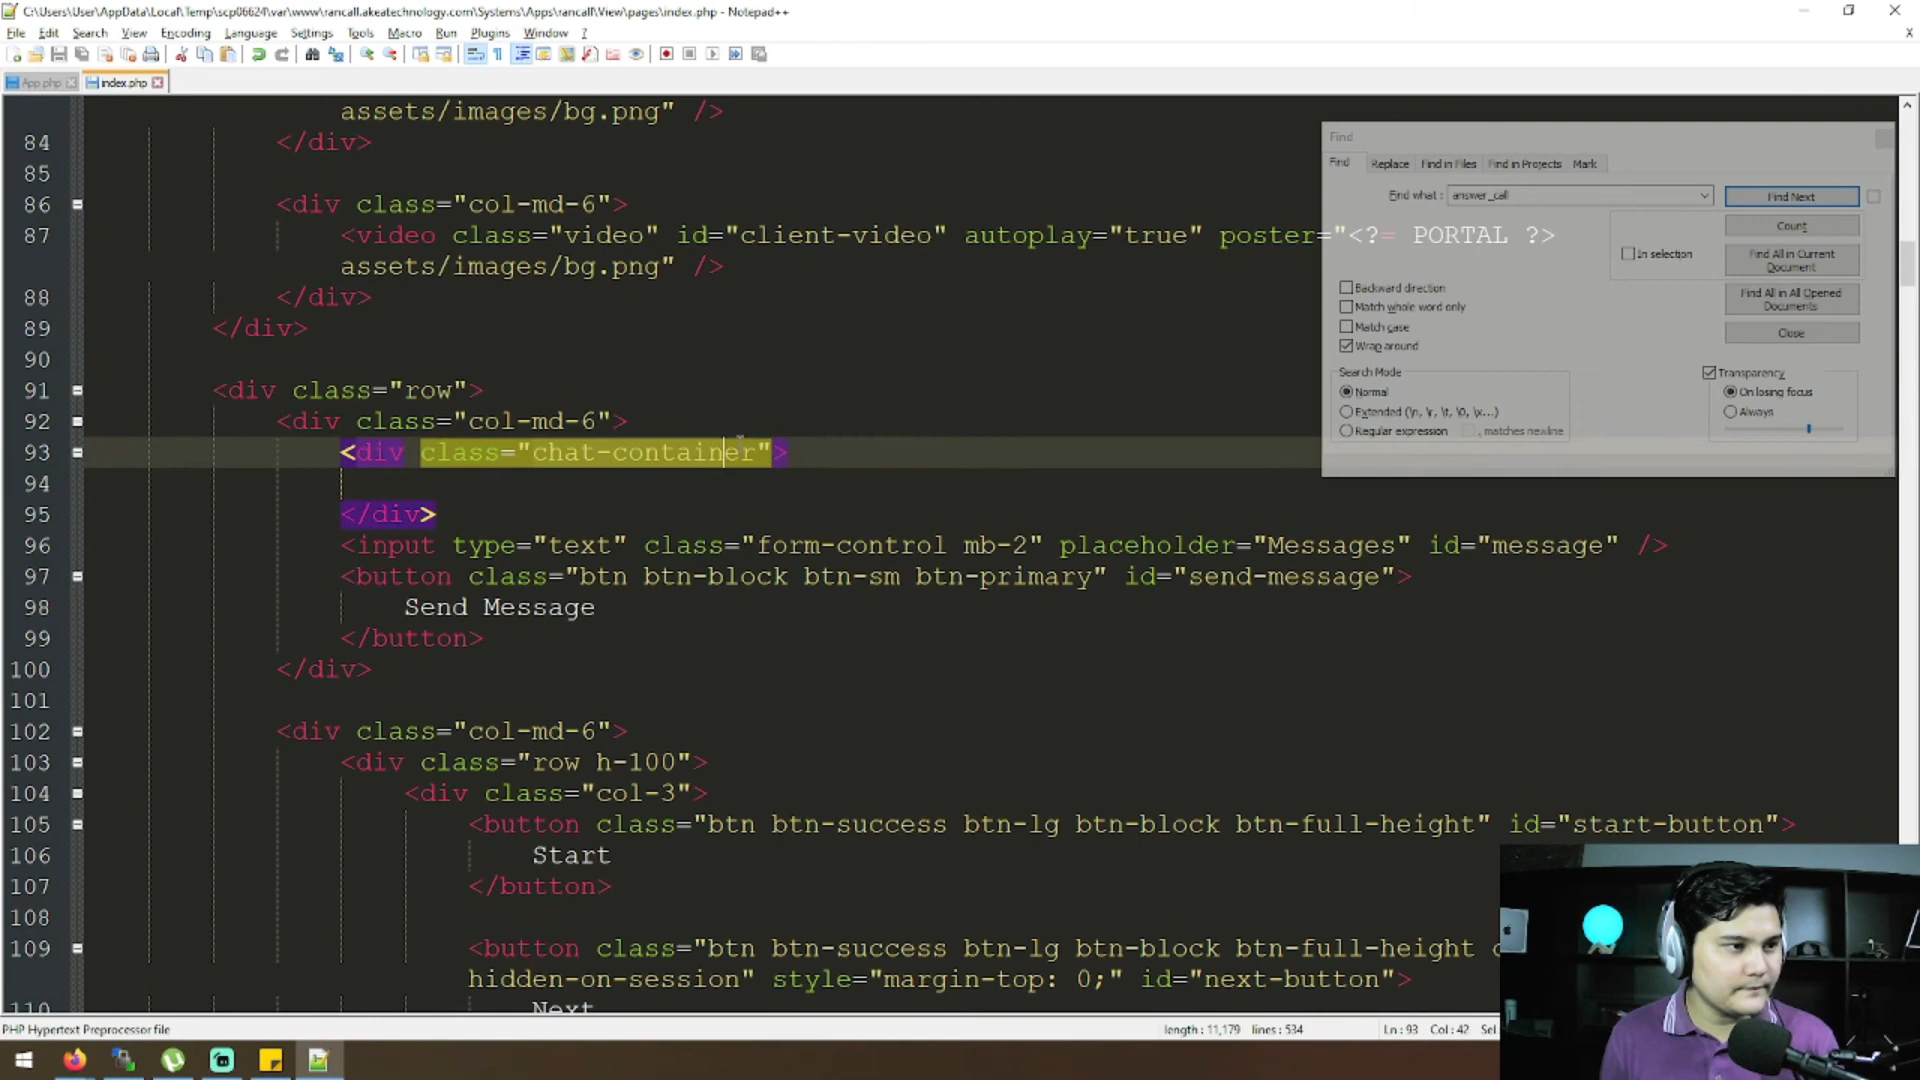 C:\Users\User\AppData\Local\Temp\scp06624\var\www\rancall.akeatechnology.com\Systems\Apps\rancall\View\pages\index.php - Notepad++
File Edit Search View Encoding Language Settings Tools Macro Run Plugins Window ? X
App.php index.php
assets/images/bg.png" />
84 </div>
85
86 <div class="col-md-6">
87 <video class="video" id="client-video" autoplay="true" poster="<?= PORTAL ?>
assets/images/bg.png" />
88 </div>
89 </div>
90
91 <div class="row">
92 <div class="col-md-6">
93 <div class="chat-container">
94
95 </div>
96 <input type="text" class="form-control mb-2" placeholder="Messages" id="message" />
97 <button class="btn btn-block btn-sm btn-primary" id="send-message">
98 Send Message
99 </button>
100 </div>
101
102 <div class="col-md-6">
103 <div class="row h-100">
104 <div class="col-3">
105 <button class="btn btn-success btn-lg btn-block btn-full-height" id="start-button">
106 Start
107 </button>
108
109 <button class="btn btn-success btn-lg btn-block btn-full-height
hidden-on-session" style="margin-top: 0;" id="next-button">
110 Next
Find
Find Replace Find in Files Find in Projects Mark
Find what : answer_call Find Next
Count
In selection Find All in Current
Document
Backward direction Find All in All Opened
Documents
Match whole word only
Match case Close
Wrap around
Search Mode Transparency
Normal On losing focus
Extended (\n, \r, \t, \0, \x...) Always
Regular expression . matches newline
PHP Hypertext Preprocessor file length : 11,179 lines : 534 Ln : 93 Col : 42 Sel